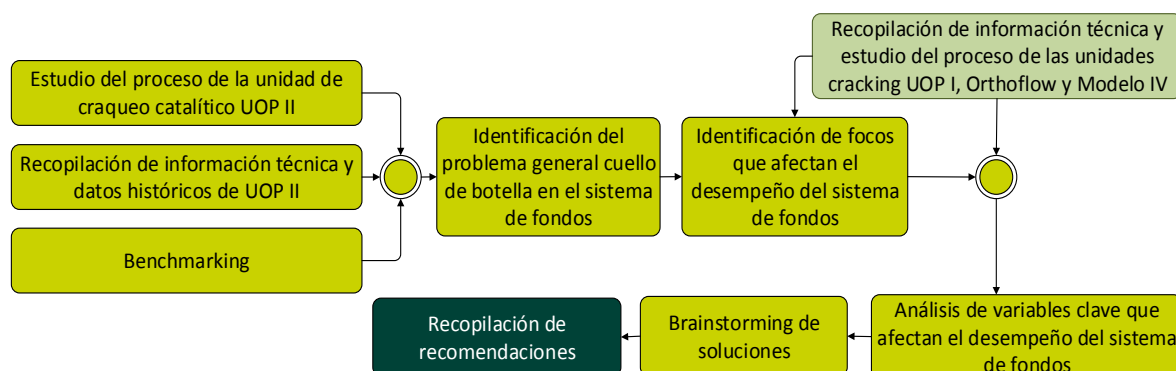 Recopilación de información técnica y
estudio del proceso de las unidades
cracking UOP I, Orthoflow y Modelo IV
Estudio del proceso de la unidad de
craqueo catalítico UOP II
Recopilación de información técnica y
datos históricos de UOP II
Benchmarking
Identificación del
problema general cuello
de botella en el sistema
de fondos
Identificación de focos
que afectan el
desempeño del sistema
de fondos
Análisis de variables clave que
afectan el desempeño del sistema
de fondos
Brainstorming de
soluciones
Recopilación de
recomendaciones